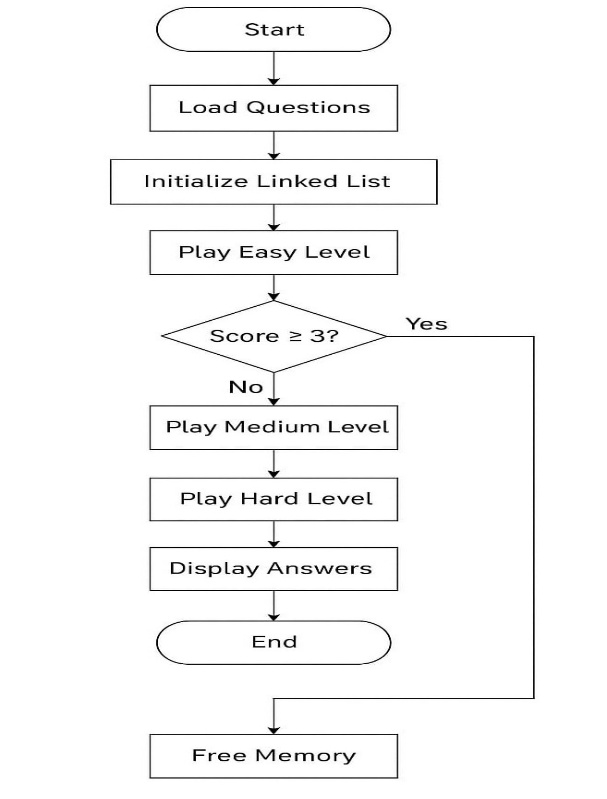 Start
Load Questions
Initialize Linked List
Play Easy Level
Score ≥ 3?
Yes
No
Play Medium Level
Play Hard Level
Display Answers
End
Free Memory